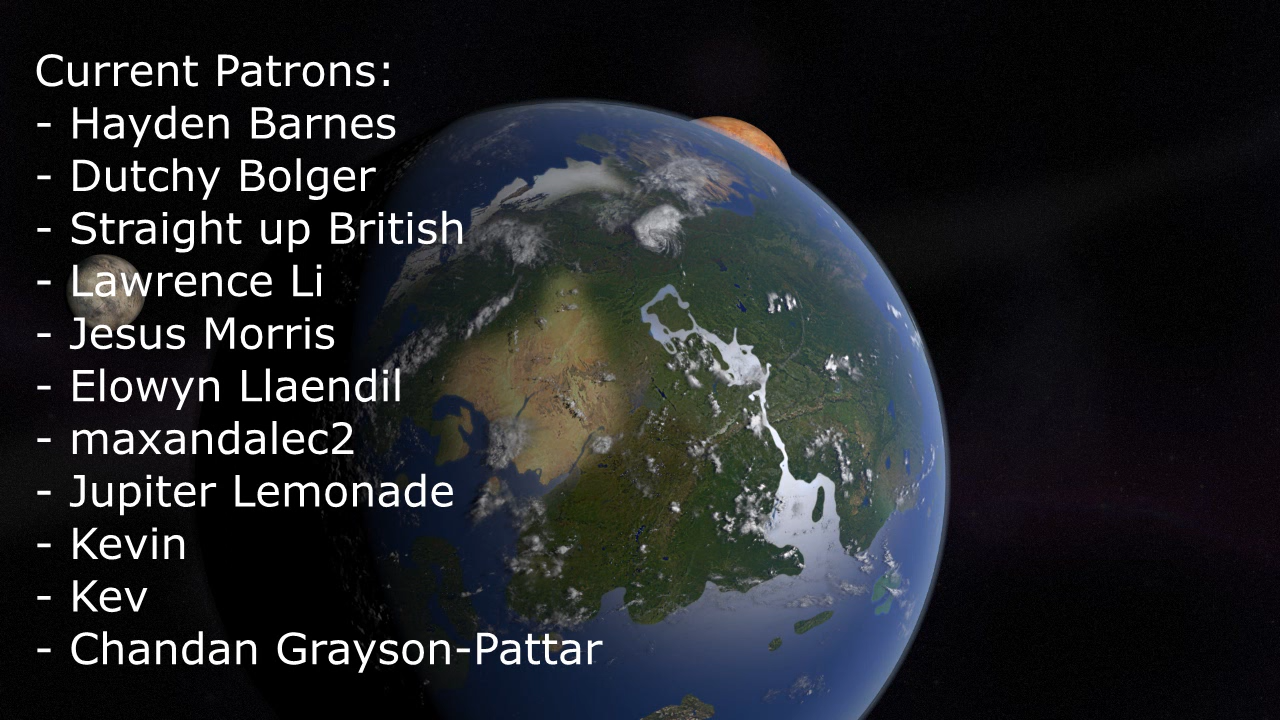 Current Patrons:
- Hayden Barnes
- Dutchy Bolger
- Straight up British
- Lawrence Li
- Jesus Morris
- Elowyn Llaendil
- maxandalec2
- Jupiter Lemonade
- Kevin
- Kev
- Chandan Grayson-Pattar